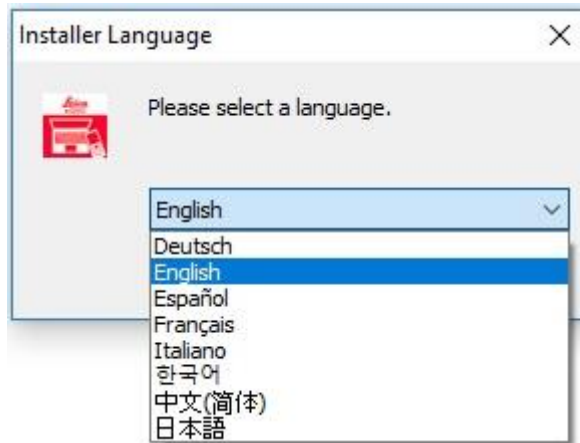 Installer Language
Leica
Please select a language.
English
Deutsch
English
Español
Français
Italiano
한국어
中文(简体)
日本語